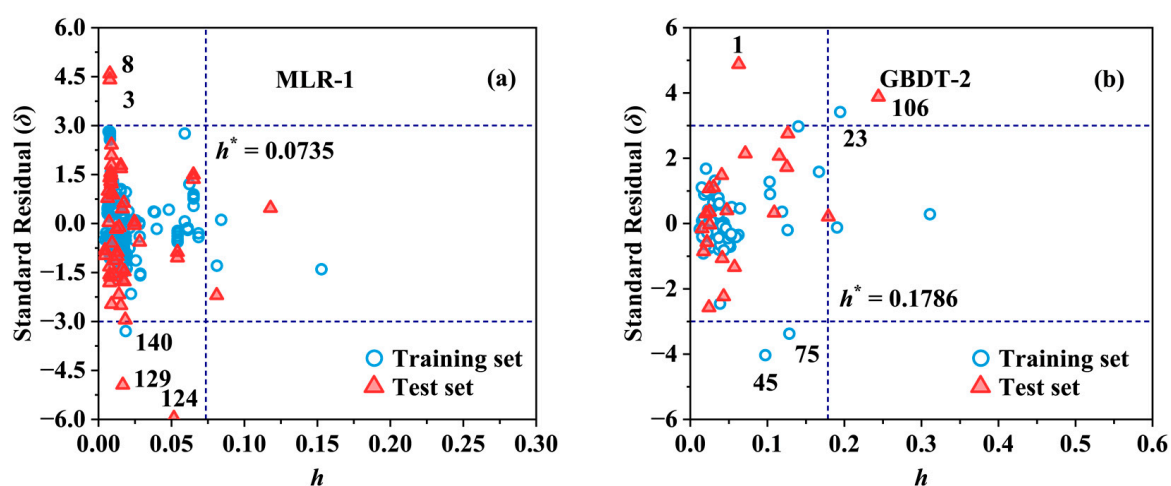 6.0
4.5
3.0
1.5
0.0
−1.5
−3.0
−4.5
−6.0
Standard Residual (δ)
8
3
MLR-1
(a)
h* = 0.0735
140
129
124
Training set
Test set
0.00
0.05
0.10
0.15
0.20
0.25
0.30
h
6
4
2
0
−2
−4
−6
Standard Residual (δ)
1
GBDT-2
(b)
106
23
h* = 0.1786
75
45
Training set
Test set
0.0
0.1
0.2
0.3
0.4
0.5
0.6
h